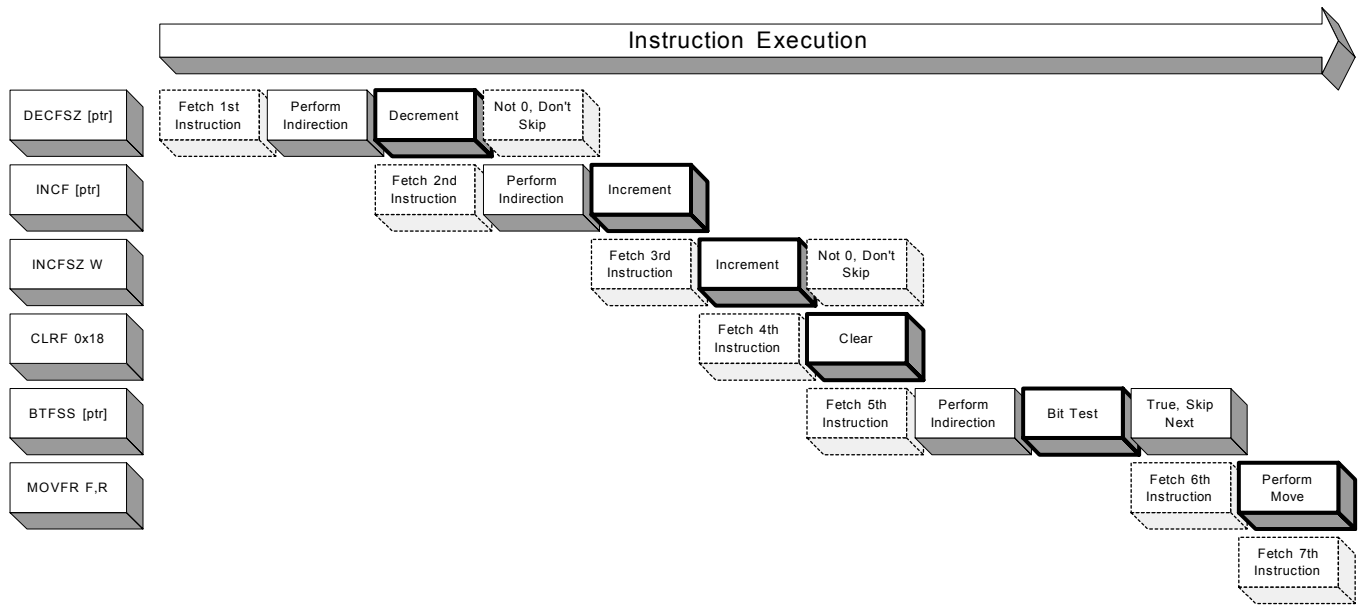 Instruction Execution
DECFSZ [ptr]
Fetch 1st
Instruction
Perform
Indirection
Decrement
Not 0, Don't
Skip
INCF [ptr]
Fetch 2nd
Instruction
Perform
Indirection
Increment
INCFSZ W
Fetch 3rd
Instruction
Increment
Not 0, Don't
Skip
CLRF 0x18
Fetch 4th
Instruction
Clear
BTFSS [ptr]
Fetch 5th
Instruction
Perform
Indirection
Bit Test
True, Skip
Next
MOVFR F,R
Fetch 6th
Instruction
Perform
Move
Fetch 7th
Instruction